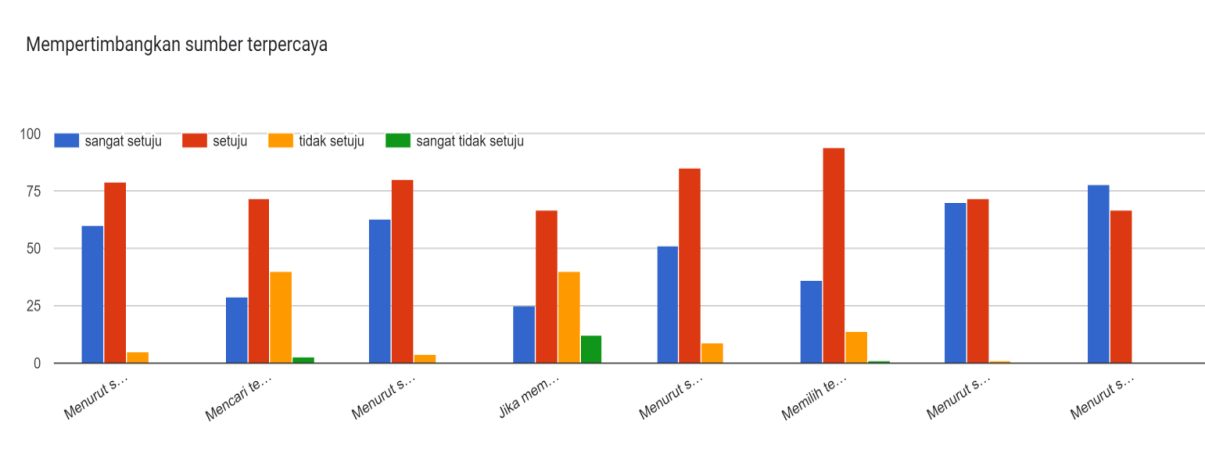 Mempertimbangkan sumber terpercaya
sangat setuju setuju tidak setuju sangat tidak setuju
100
75
50
25
0
Menurut s…
Mencari te…
Menurut s…
Jika mem…
Menurut s…
Memilih te…
Menurut s…
Menurut s…